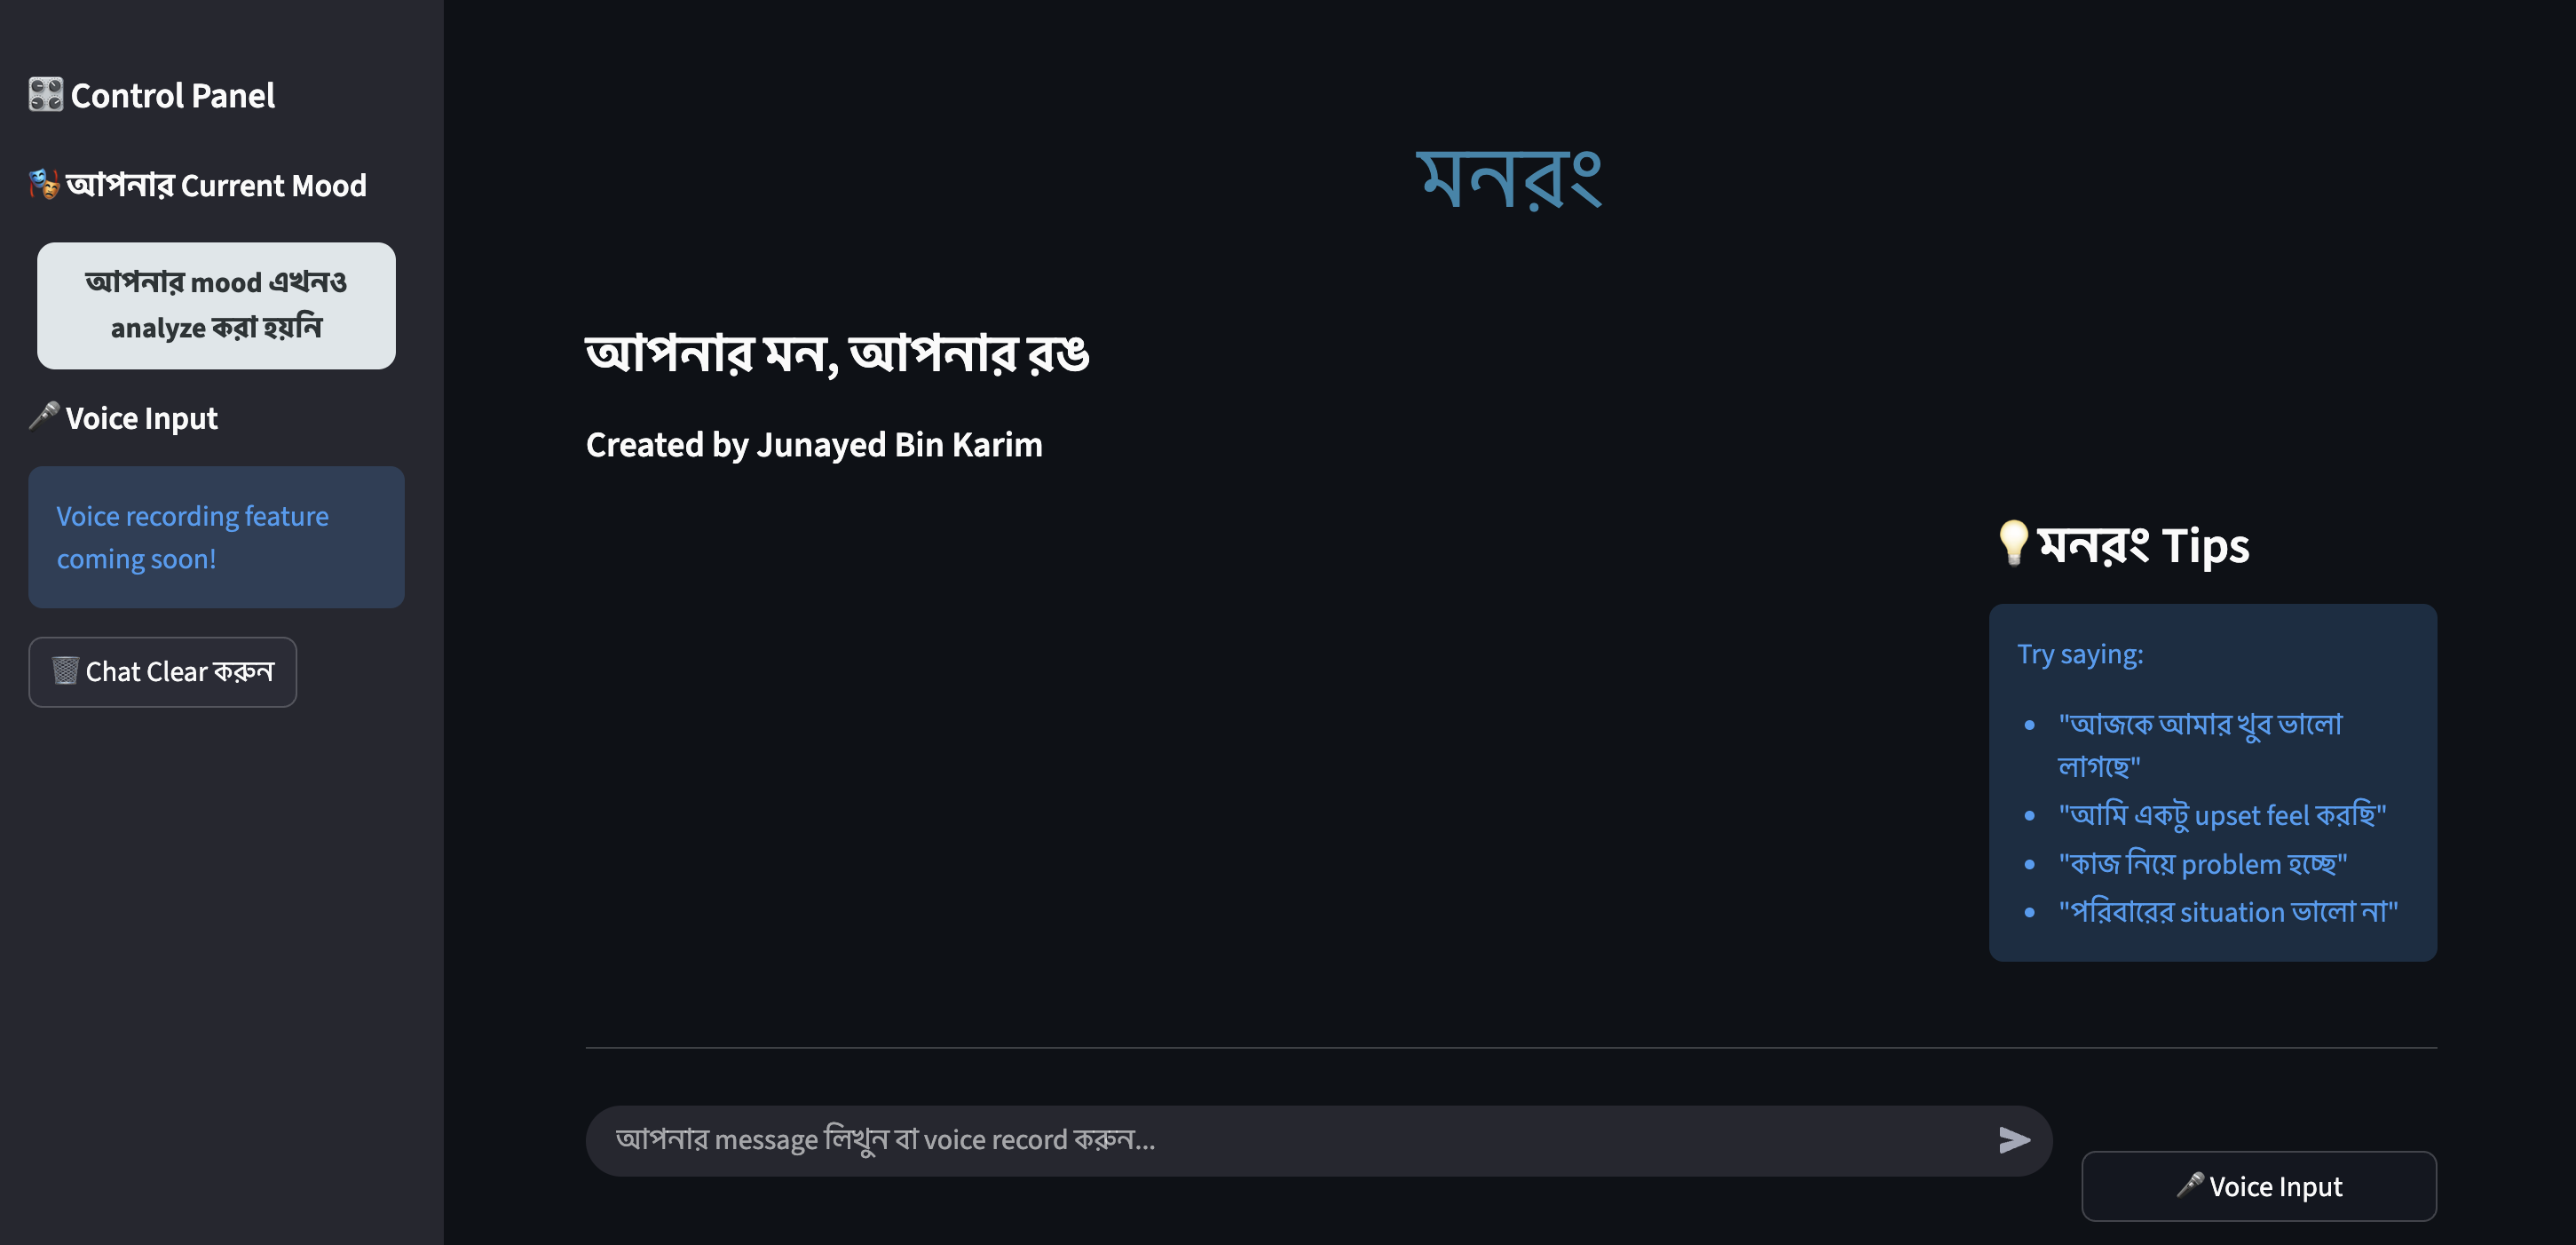 🎛️ Control Panel
🎭 আপনার Current Mood
আপনার mood এখনও
analyze করা হয়নি
🎤 Voice Input
Voice recording feature
coming soon!
🗑️ Chat Clear করুন
মনরং
আপনার মন, আপনার রঙ
Created by Junayed Bin Karim
💡 মনরং Tips
Try saying:
• "আজকে আমার খুব ভালো
লাগছে"
• "আমি একটু upset feel করছি"
• "কাজ নিয়ে problem হচ্ছে"
• "পরিবারের situation ভালো না"
আপনার message লিখুন বা voice record করুন...
🎤 Voice Input